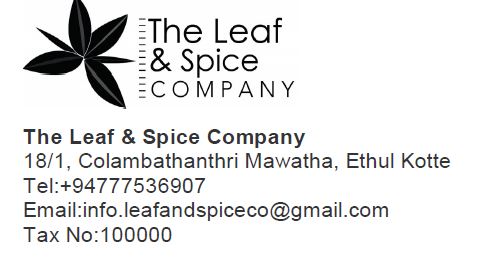 The Leaf
& Spice
COMPANY
The Leaf & Spice Company
18/1, Colambathanthri Mawatha, Ethul Kotte
Tel:+94777536907
Email:info.leafandspiceco@gmail.com
Tax No:100000